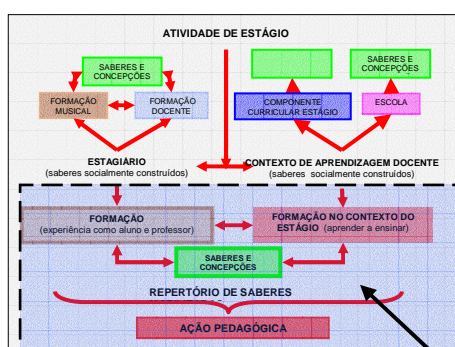 ATIVIDADE DE ESTÁGIO
SABERES E
CONCEPÇÕES
SABERES E
CONCEPÇÕES
FORMAÇÃO
MUSICAL
FORMAÇÃO
DOCENTE
COMPONENTE
CURRICULAR ESTÁGIO
ESCOLA
ESTAGIÁRIO
(saberes socialmente construídos)
CONTEXTO DE APRENDIZAGEM DOCENTE
(saberes socialmente construídos)
FORMAÇÃO
(experiência como aluno e professor)
FORMAÇÃO NO CONTEXTO DO
ESTÁGIO (aprender a ensinar)
SABERES E
CONCEPÇÕES
REPERTÓRIO DE SABERES
AÇÃO PEDAGÓGICA